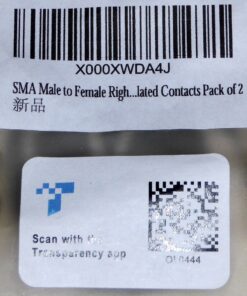 X000XWDA4J
SMA Male to Female Righ...lated Contacts Pack of 2
新品
Scan with the
Transparency app